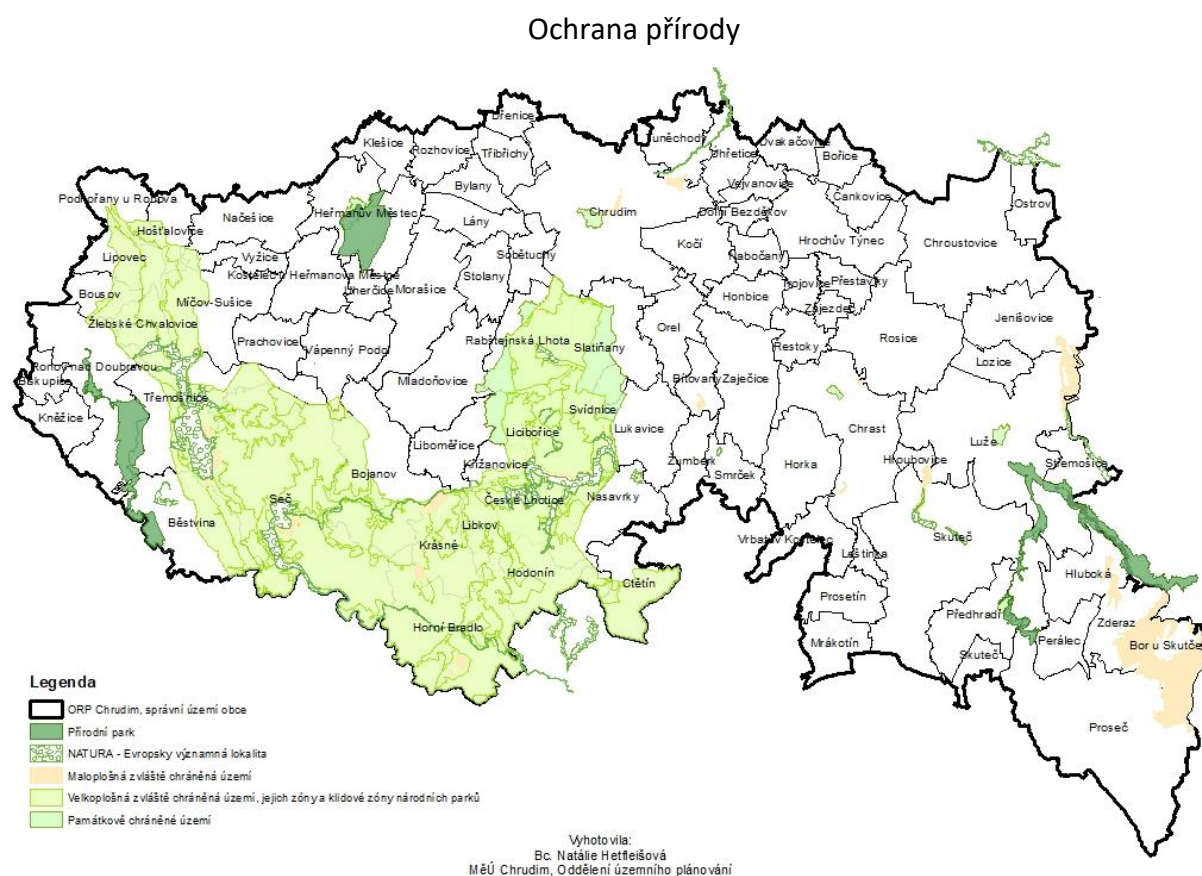 Ochrana přírody
Dřenice
Tuněchody
Klešice
Rozhovice
Třibřichy
Úhřetice
Dvakačovice
Bořice
Bylany
Vejvanovice
Čankovice
Podhořany u Ronova
Načešice
Heřmanův Městec
Chrudim
Dolní Bezděkov
Ostrov
Hošťalovice
Lány
Kočí
Hrochův Týnec
Chroustovice
Lipovec
Vyžice
Sobětuchy
Nabočany
Kostelec u Heřmanova Městce
Stolany
Trojovice
Přestavlky
Bousov
Míčov-Sušice
Úherčice
Morašice
Honbice
Zájezdec
Jenišovice
Žlebské Chvalovice
Orel
Prachovice
Vápenný Podol
Rabštejnská Lhota
Slatiňany
Řestoky
Rosice
Lozice
Ronov nad Doubravou
Biskupice
Mladoňovice
Bítovany
Zaječice
Třemošnice
Kněžice
Svídnice
Licibořice
Lukavice
Chrast
Liboměřice
Luže
Bojanov
Křižanovice
Žumberk
Smrček
Horka
Hroubovice
Střemošice
Seč
České Lhotice
Nasavrky
Běstvina
Libkov
Krásné
Vrbatův Kostelec
Skuteč
Leštinka
Hodonín
Ctětín
Hluboká
Prosetín
Předhradí
Zderaz
Horní Bradlo
Mrákotín
Skuteč
Perálec
Bor u Skutče
Proseč
Legenda
ORP Chrudim, správní území obce
Přírodní park
NATURA - Evropsky významná lokalita
Maloplošná zvláště chráněná území
Velkoplošná zvláště chráněná území, jejich zóny a klidové zóny národních parků
Památkově chráněné území
Vyhotovila:
Bc. Natálie Hetfleišová
MěÚ Chrudim, Oddělení územního plánování